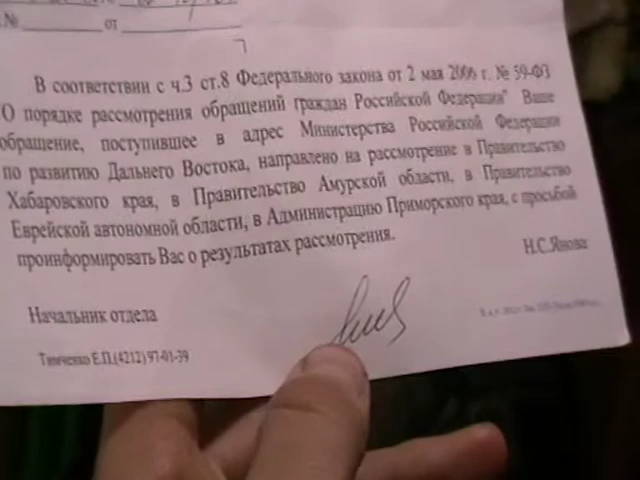 № от
В соответствии с ч.3 ст.8 Федерального закона от 2 мая 2006 г. № 59-ФЗ
"О порядке рассмотрения обращений граждан Российской Федерации" Ваше
обращение, поступившее в адрес Министерства Российской Федерации
по развитию Дальнего Востока, направлено на рассмотрение в Правительство
Хабаровского края, в Правительство Амурской области, в Правительство
Еврейской автономной области, в Администрацию Приморского края, с просьбой
проинформировать Вас о результатах рассмотрения.
Н.С.Янова
Начальник отдела
Тимченко Е.П.(4212) 97-01-39